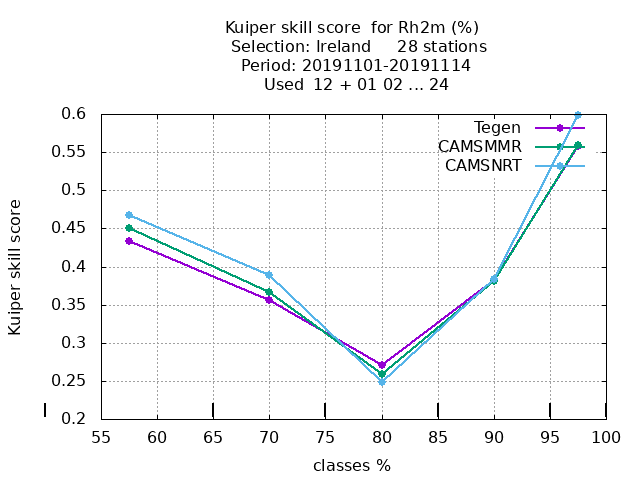 Kuiper skill score  for Rh2m (%)
Selection: Ireland     28 stations
Period: 20191101-20191114
Used  12 + 01 02 ... 24
Tegen
CAMSMMR
CAMSNRT
0.6
0.55
0.5
0.45
0.4
0.35
0.3
0.25
0.2
Kuiper skill score
55 60 65 70 75 80 85 90 95 100
classes %